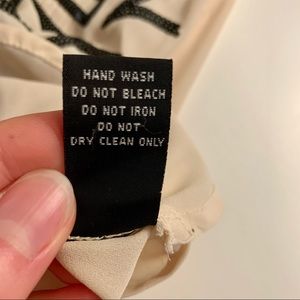 HAND WASH
DO NOT BLEACH
DO NOT IRON
DO NOT
DRY CLEAN ONLY